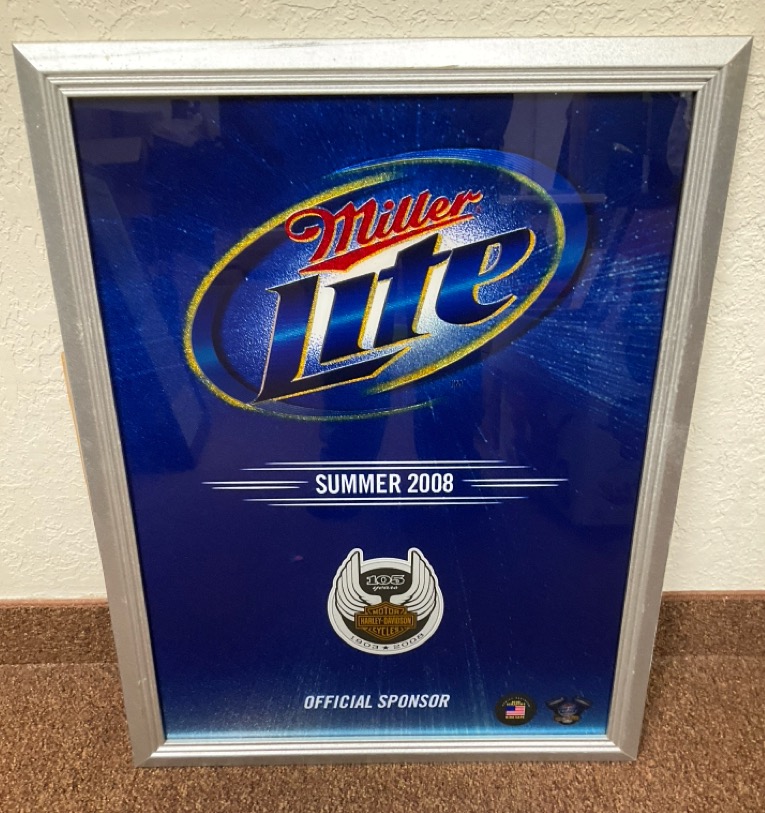 Miller
Lite
SUMMER 2008
105
years
MOTOR
HARLEY-DAVIDSON
CYCLES
1903 ★ 2008
OFFICIAL SPONSOR